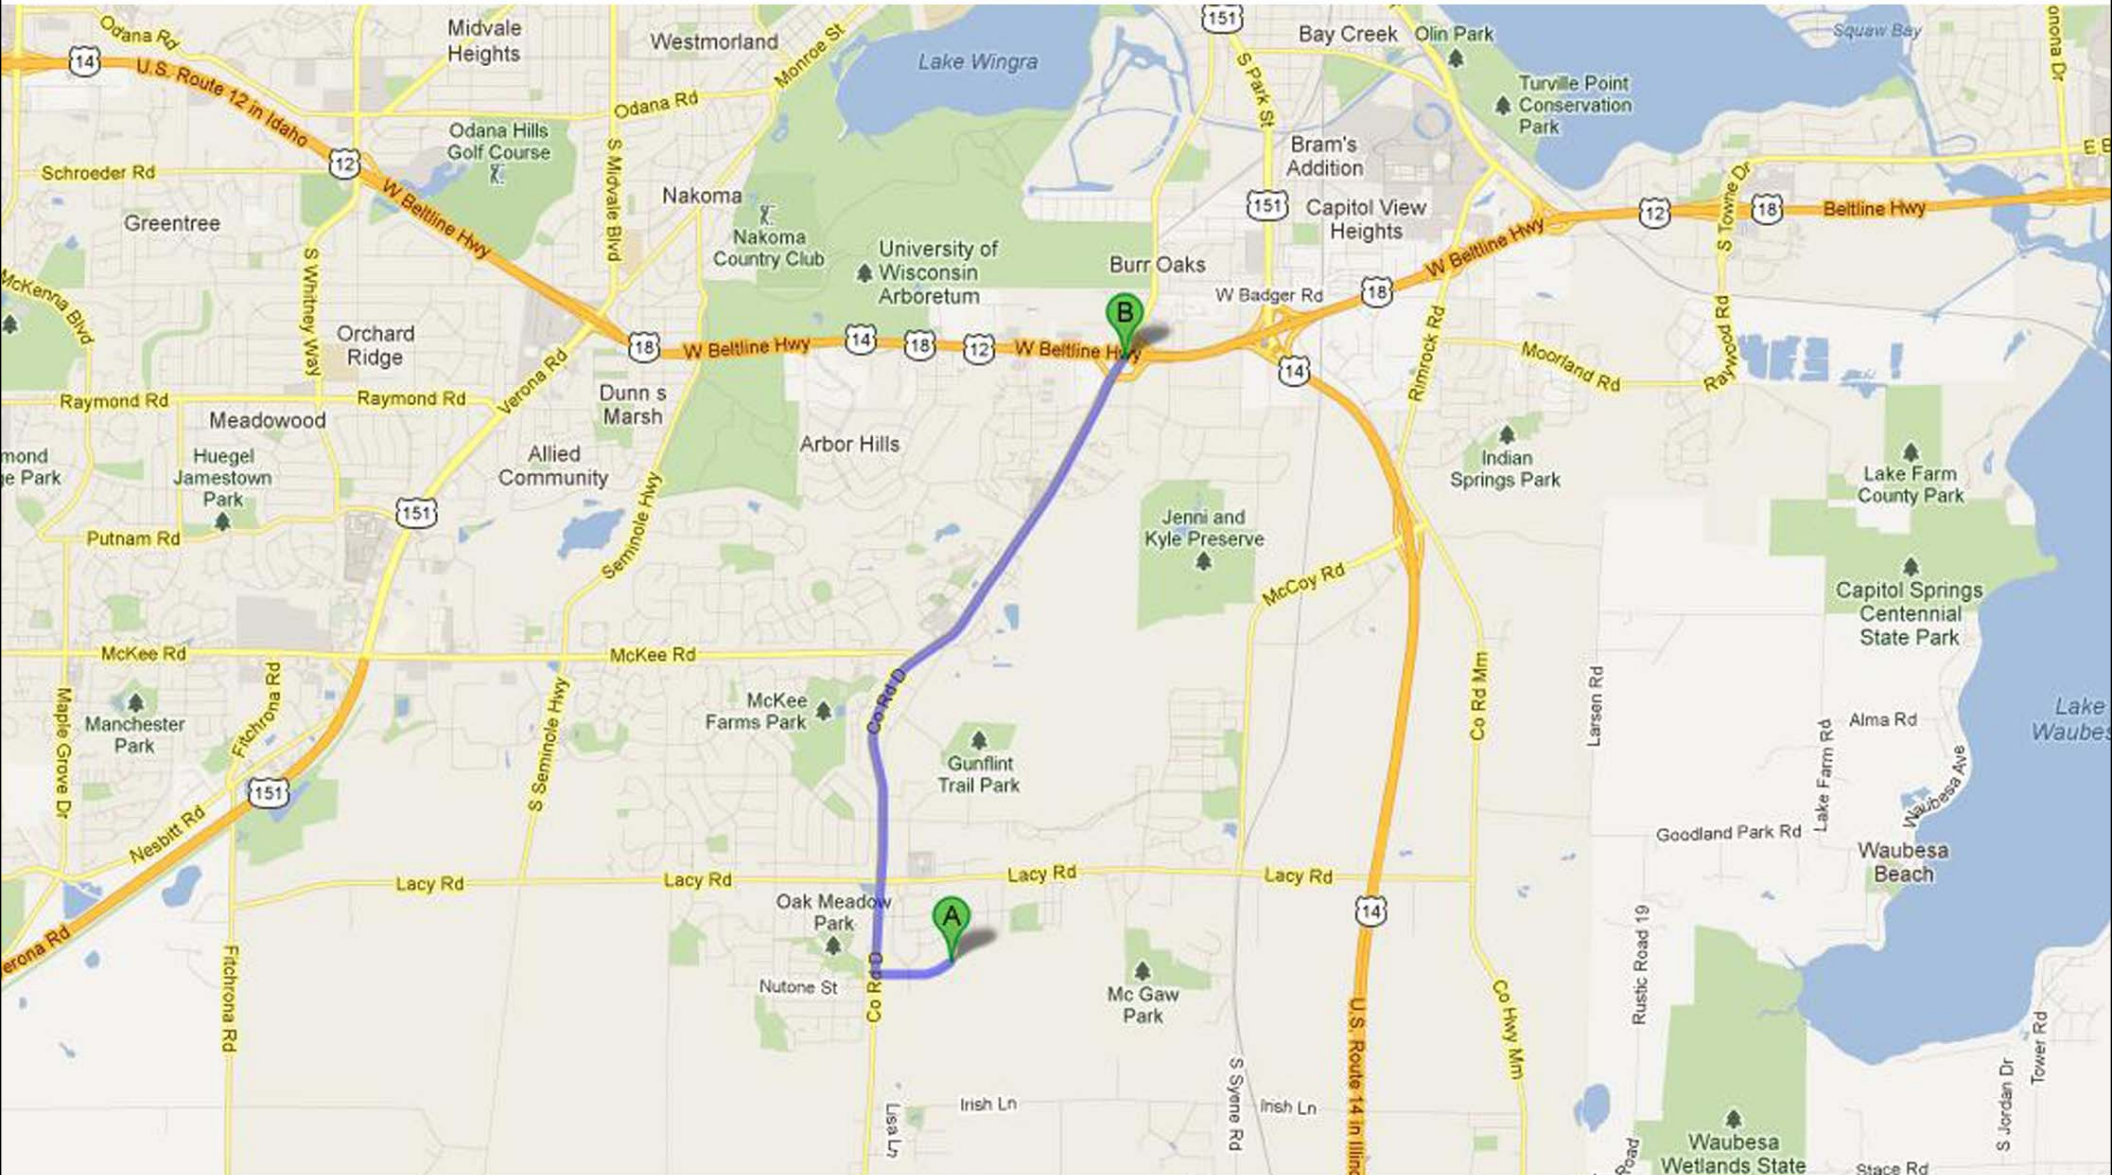 Odana Rd
14
U.S. Route 12 in Idaho
Midvale
Heights
Westmorland
Monroe St
Lake Wingra
151
Bay Creek
Olin Park
Squaw Bay
onona Dr
S Park St
Turville Point
Conservation
Park
Odana Rd
Odana Hills
Golf Course
S Midvale Blvd
Schroeder Rd
12
W Beltline Hwy
Nakoma
Bram's
Addition
E B
Greentree
Nakoma
Country Club
151
Capitol View
Heights
W Beltline Hwy
12
S Towne Dr
18
Beltline Hwy
McKenna Blvd
S Whitney Way
University of
Wisconsin
Arboretum
Burr Oaks
W Badger Rd
18
B
Orchard
Ridge
18
W Beltline Hwy
14
18
12
W Beltline Hwy
14
Rimrock Rd
Moorland Rd
Raywood Rd
Verona Rd
Dunn s
Marsh
Raymond Rd
Raymond Rd
Meadowood
Arbor Hills
mond
ge Park
Huegel
Jamestown
Park
Allied
Community
Seminole Hwy
Indian
Springs Park
Lake Farm
County Park
151
Jenni and
Kyle Preserve
Putnam Rd
McCoy Rd
Capitol Springs
Centennial
State Park
McKee Rd
McKee Rd
Fitchrona Rd
Maple Grove Dr
Manchester
Park
S Seminole Hwy
McKee
Farms Park
Co Rd D
Gunflint
Trail Park
Co Rd Mm
Larsen Rd
Lake Farm Rd
Alma Rd
Lake
Waubes
Waubesa Ave
151
Nesbitt Rd
Goodland Park Rd
Waubesa
Beach
Lacy Rd
Lacy Rd
Lacy Rd
Lacy Rd
Oak Meadow
Park
A
14
Rustic Road 19
erona Rd
Fitchrona Rd
Nutone St
Co Rd D
Mc Gaw
Park
U.S. Route 14 in Illino
Co Hwy Mm
Tower Rd
S Jordan Dr
Lisa Ln
Irish Ln
S Syene Rd
Irish Ln
Road
Waubesa
Wetlands State
Stace Rd